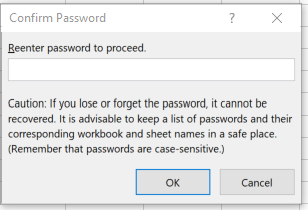 Confirm Password
?
Reenter password to proceed.
Caution: If you lose or forget the password, it cannot be
recovered. It is advisable to keep a list of passwords and their
corresponding workbook and sheet names in a safe place.
(Remember that passwords are case-sensitive.)
OK Cancel